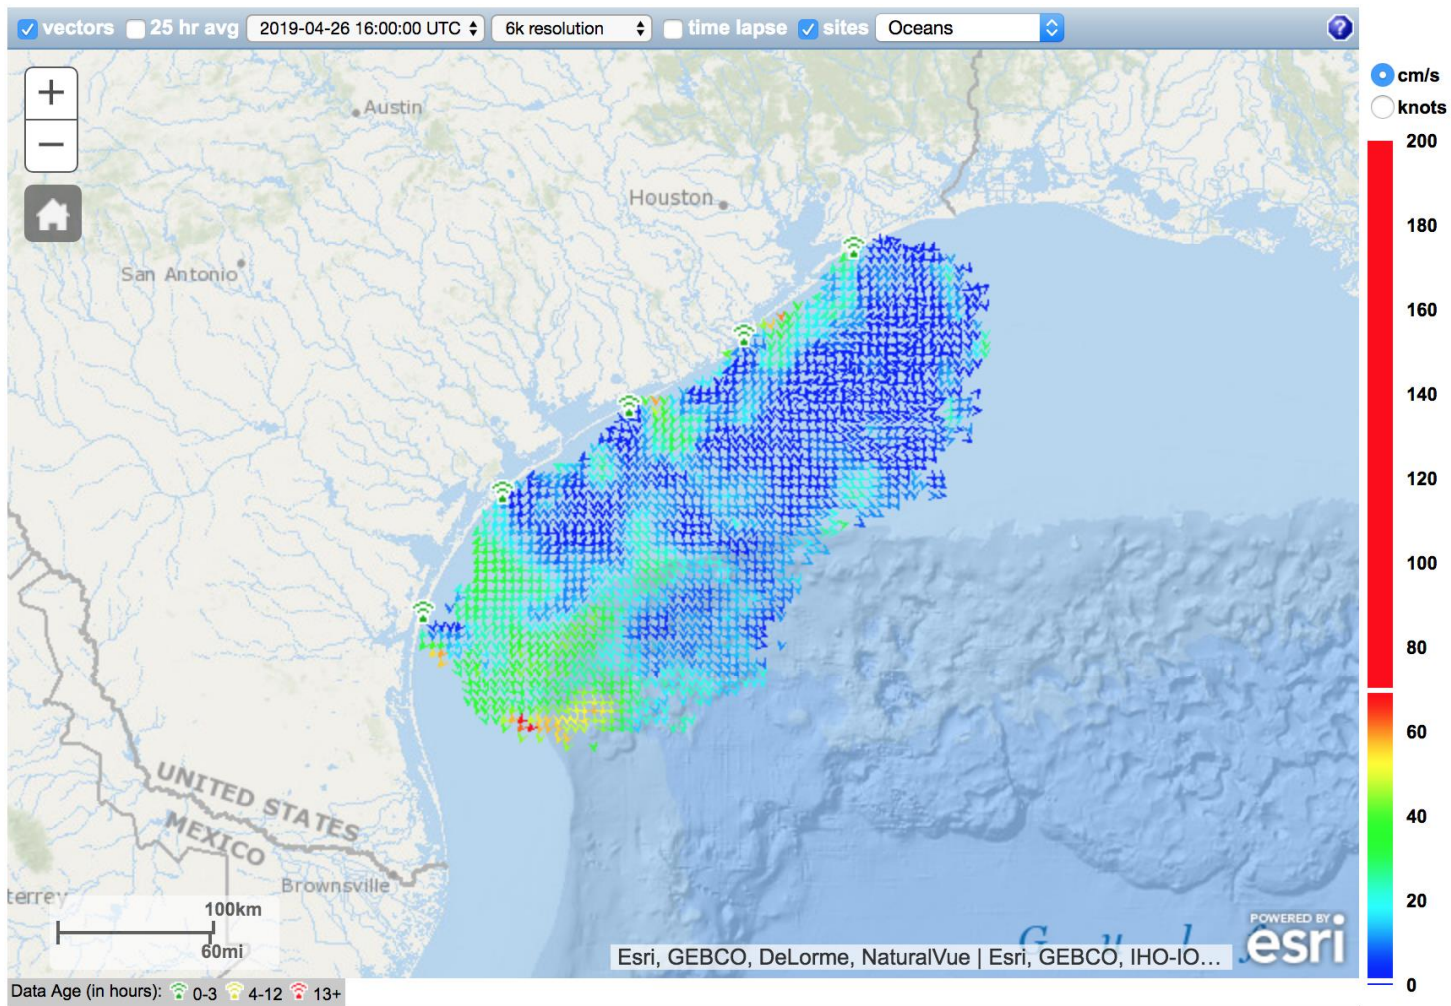 vectors 25 hr avg 2019-04-26 16:00:00 UTC 6k resolution time lapse sites Oceans ?
cm/s
knots
+
−
Austin
Houston
San Antonio
200
180
160
140
120
100
80
60
40
20
0
UNITED STATES
MEXICO
Brownsville
terrey
100km
60mi
G u l f
POWERED BY
esri
Esri, GEBCO, DeLorme, NaturalVue | Esri, GEBCO, IHO-IO...
Data Age (in hours): 0-3 4-12 13+